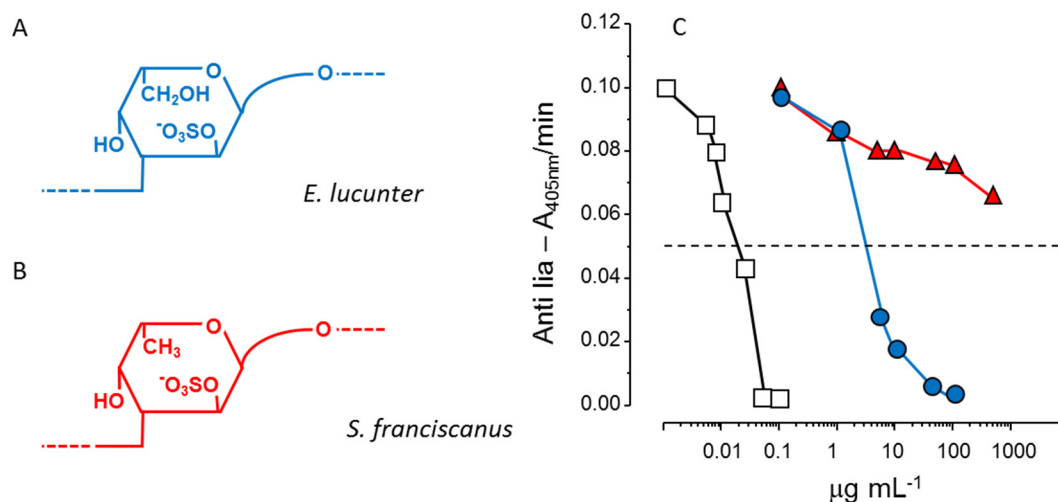 A
O
O
CH₂OH
⁻O₃SO
HO
E. lucunter
B
O
O
CH₃
⁻O₃SO
HO
S. franciscanus
C
Anti Iia – A₄₀₅ₙₘ/min
0.12
0.10
0.08
0.06
0.04
0.02
0.00
0.01 0.1 1 10 100 1000
µg mL⁻¹